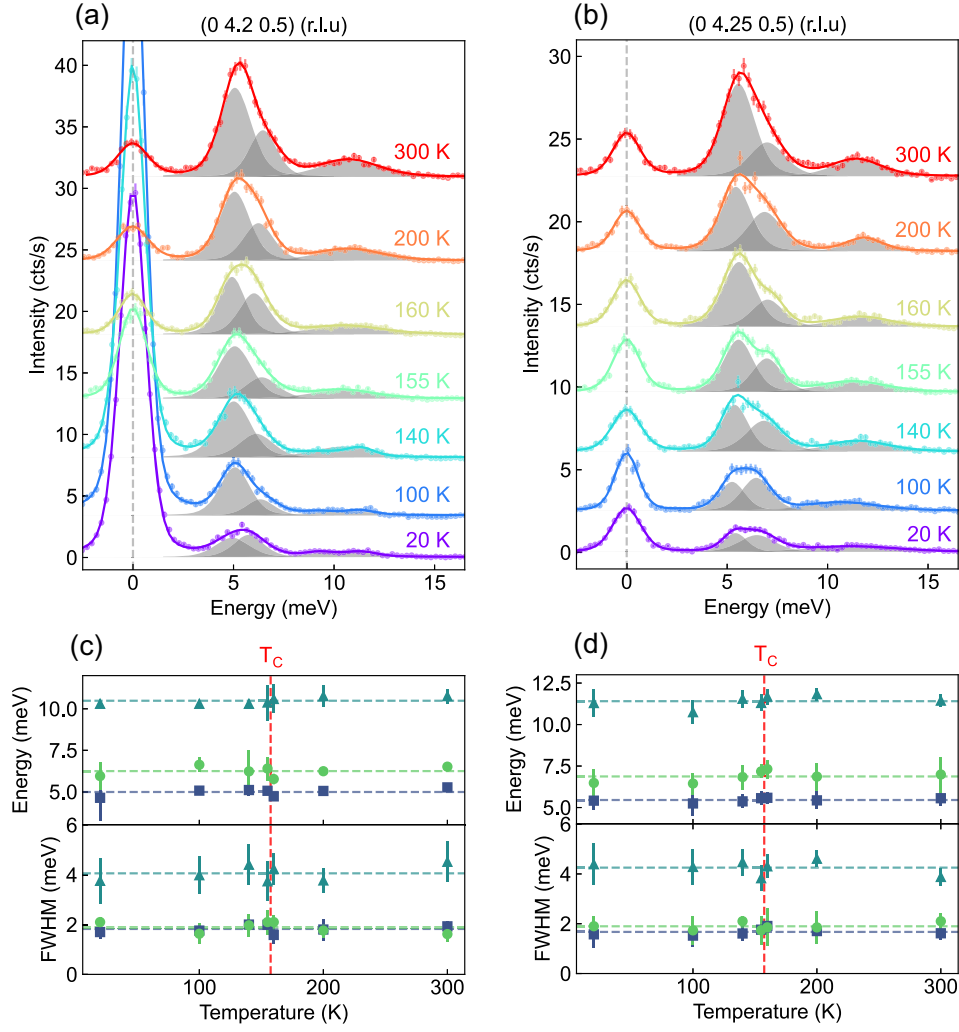 (a)
(0 4.2 0.5) (r.l.u)
40
35
30
25
20
15
10
5
0
Intensity (cts/s)
300 K
200 K
160 K
155 K
140 K
100 K
20 K
0 5 10 15
Energy (meV)
(b)
(0 4.25 0.5) (r.l.u)
30
25
20
15
10
5
0
Intensity (cts/s)
300 K
200 K
160 K
155 K
140 K
100 K
20 K
0 5 10 15
Energy (meV)
(c)
T_C
10.0
7.5
5.0
Energy (meV)
6
4
2
0
FWHM (meV)
100 200 300
Temperature (K)
(d)
T_C
12.5
10.0
7.5
5.0
Energy (meV)
6
4
2
0
FWHM (meV)
100 200 300
Temperature (K)